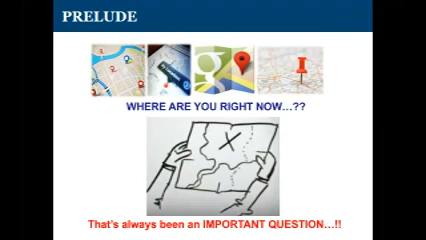 PRELUDE
WHERE ARE YOU RIGHT NOW...??
X
That's always been an IMPORTANT QUESTION...!!